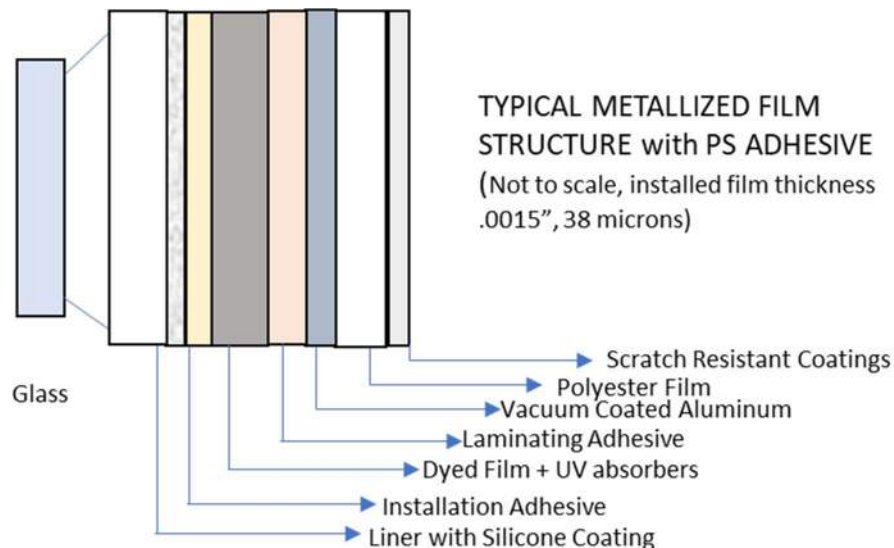 TYPICAL METALLIZED FILM
STRUCTURE with PS ADHESIVE
(Not to scale, installed film thickness
.0015”, 38 microns)
Scratch Resistant Coatings
Polyester Film
Glass
Vacuum Coated Aluminum
Laminating Adhesive
Dyed Film + UV absorbers
Installation Adhesive
Liner with Silicone Coating